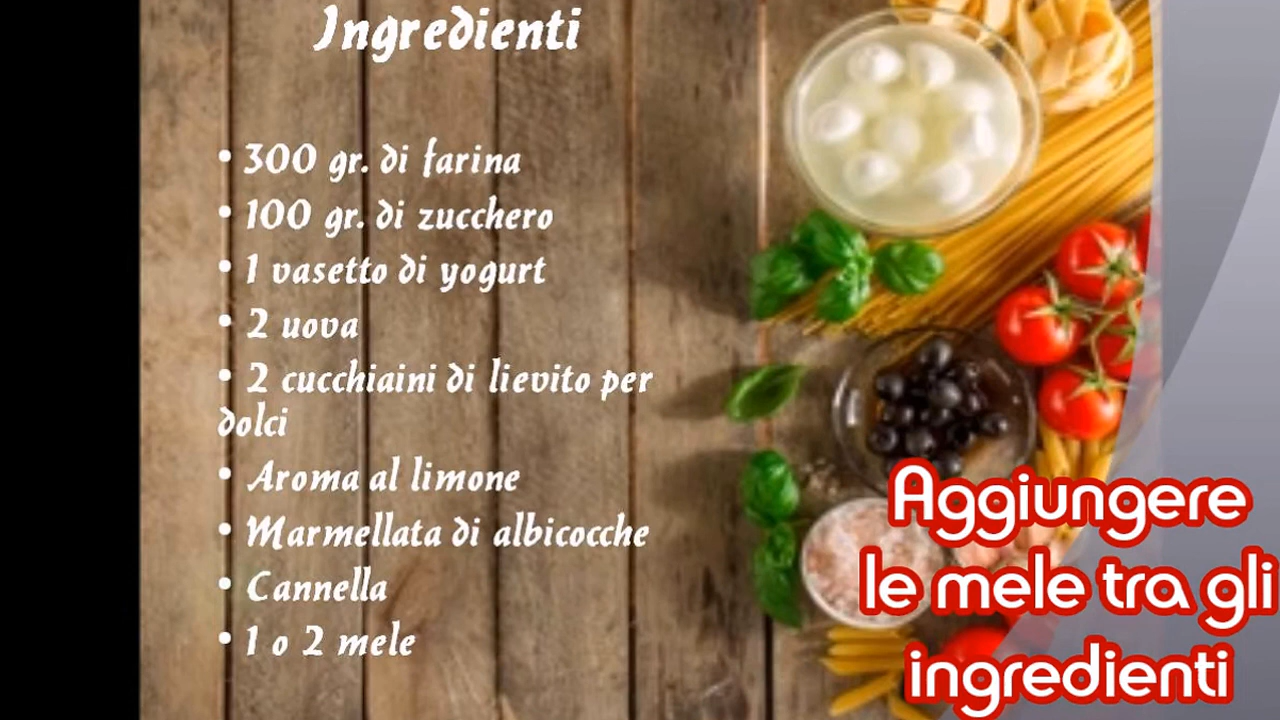 Ingredienti
• 300 gr. di farina
• 100 gr. di zucchero
• 1 vasetto di yogurt
• 2 uova
• 2 cucchiaini di lievito per
dolci
• Aroma al limone
• Marmellata di albicocche
• Cannella
• 1 o 2 mele
Aggiungere
le mele tra gli
ingredienti